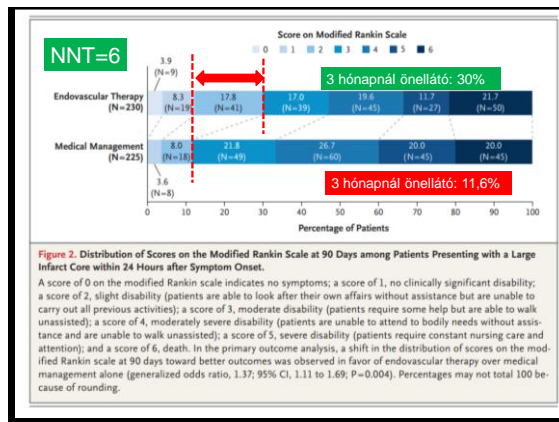 Score on Modified Rankin Scale
0 1 2 3 4 5 6
NNT=6
3.9
(N=9)
3 hónapnál önellátó: 30%
Endovascular Therapy
(N=230)
8.3 17.8 17.0 19.6 11.7 21.7
(N=19) (N=41) (N=39) (N=45) (N=27) (N=50)
Medical Management
(N=225)
8.0 21.8 26.7 20.0 20.0
(N=18) (N=49) (N=60) (N=45) (N=45)
3.6
(N=8)
3 hónapnál önellátó: 11,6%
0 10 20 30 40 50 60 70 80 90 100
Percentage of Patients
Figure 2. Distribution of Scores on the Modified Rankin Scale at 90 Days among Patients Presenting with a Large
Infarct Core within 24 Hours after Symptom Onset.
A score of 0 on the modified Rankin scale indicates no symptoms; a score of 1, no clinically significant disability;
a score of 2, slight disability (patients are able to look after their own affairs without assistance but are unable to
carry out all previous activities); a score of 3, moderate disability (patients require some help but are able to walk
unassisted); a score of 4, moderately severe disability (patients are unable to attend to bodily needs without assis-
tance and are unable to walk unassisted); a score of 5, severe disability (patients require constant nursing care and
attention); and a score of 6, death. In the primary outcome analysis, a shift in the distribution of scores on the mod-
ified Rankin scale at 90 days toward better outcomes was observed in favor of endovascular therapy over medical
management alone (generalized odds ratio, 1.37; 95% CI, 1.11 to 1.69; P=0.004). Percentages may not total 100 be-
cause of rounding.